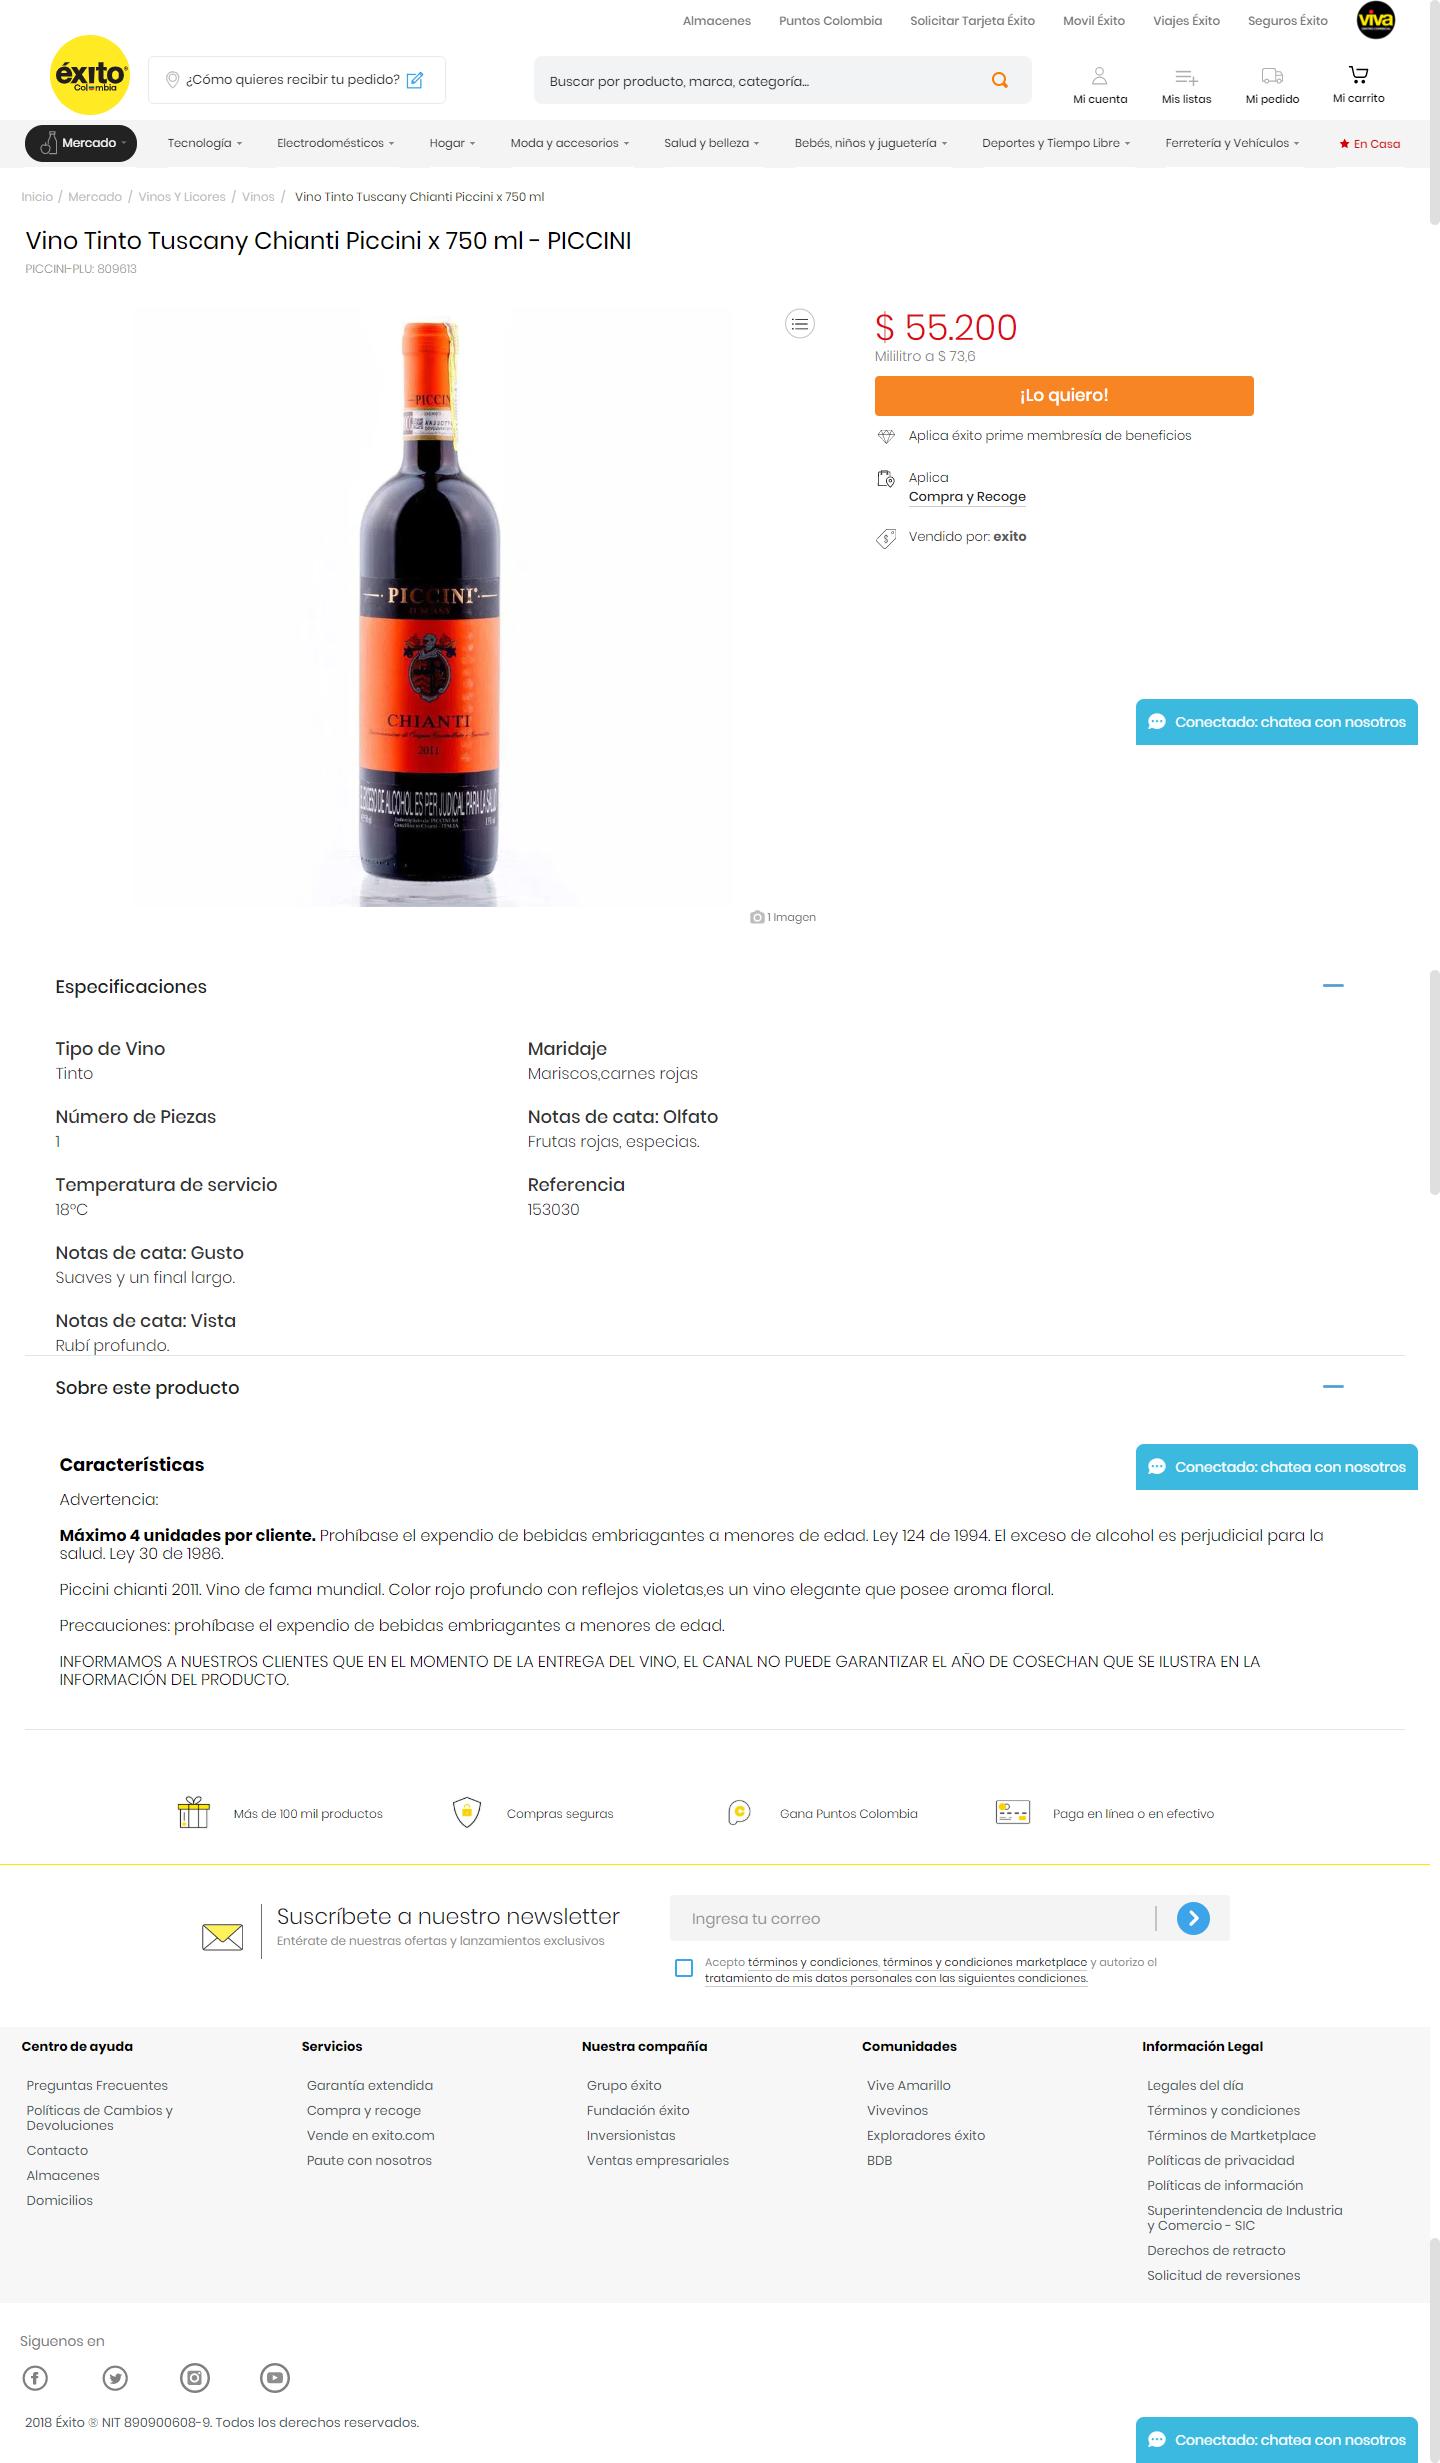 Almacenes Puntos Colombia Solicitar Tarjeta Éxito Movil Éxito Viajes Éxito Seguros Éxito viva
éxito
Colombia
¿Cómo quieres recibir tu pedido?
Buscar por producto, marca, categoría...
Mi cuenta Mis listas Mi pedido Mi carrito
Mercado Tecnología Electrodomésticos Hogar Moda y accesorios Salud y belleza Bebés, niños y juguetería Deportes y Tiempo Libre Ferretería y Vehículos En Casa
Inicio / Mercado / Vinos Y Licores / Vinos / Vino Tinto Tuscany Chianti Piccini x 750 ml
Vino Tinto Tuscany Chianti Piccini x 750 ml - PICCINI
PICCINI-PLU: 809613
PICCINI
PICCINI
TUSCANY
CHIANTI
2011
EL EXCESO DE ALCOHOL ES PERJUDICAL PARA LA SALUD
1 Imagen
$ 55.200
Mililitro a $ 73,6
¡Lo quiero!
Aplica éxito prime membresía de beneficios
Aplica
Compra y Recoge
Vendido por: exito
Conectado: chatea con nosotros
Especificaciones
Tipo de Vino
Tinto
Maridaje
Mariscos,carnes rojas
Número de Piezas
1
Notas de cata: Olfato
Frutas rojas, especias.
Temperatura de servicio
18°C
Referencia
153030
Notas de cata: Gusto
Suaves y un final largo.
Notas de cata: Vista
Rubí profundo.
Sobre este producto
Características
Conectado: chatea con nosotros
Advertencia:
Máximo 4 unidades por cliente. Prohíbase el expendio de bebidas embriagantes a menores de edad. Ley 124 de 1994. El exceso de alcohol es perjudicial para la
salud. Ley 30 de 1986.
Piccini chianti 2011. Vino de fama mundial. Color rojo profundo con reflejos violetas,es un vino elegante que posee aroma floral.
Precauciones: prohíbase el expendio de bebidas embriagantes a menores de edad.
INFORMAMOS A NUESTROS CLIENTES QUE EN EL MOMENTO DE LA ENTREGA DEL VINO, EL CANAL NO PUEDE GARANTIZAR EL AÑO DE COSECHAN QUE SE ILUSTRA EN LA
INFORMACIÓN DEL PRODUCTO.
Más de 100 mil productos Compras seguras Gana Puntos Colombia Paga en línea o en efectivo
Suscríbete a nuestro newsletter
Entérate de nuestras ofertas y lanzamientos exclusivos
Ingresa tu correo
Acepto términos y condiciones, términos y condiciones marketplace y autorizo el
tratamiento de mis datos personales con las siguientes condiciones.
Centro de ayuda
Preguntas Frecuentes
Políticas de Cambios y
Devoluciones
Contacto
Almacenes
Domicilios
Servicios
Garantía extendida
Compra y recoge
Vende en exito.com
Paute con nosotros
Nuestra compañía
Grupo éxito
Fundación éxito
Inversionistas
Ventas empresariales
Comunidades
Vive Amarillo
Vivevinos
Exploradores éxito
BDB
Información Legal
Legales del día
Términos y condiciones
Términos de Martketplace
Políticas de privacidad
Políticas de información
Superintendencia de Industria
y Comercio - SIC
Derechos de retracto
Solicitud de reversiones
Siguenos en
2018 Éxito ® NIT 890900608-9. Todos los derechos reservados.
Conectado: chatea con nosotros